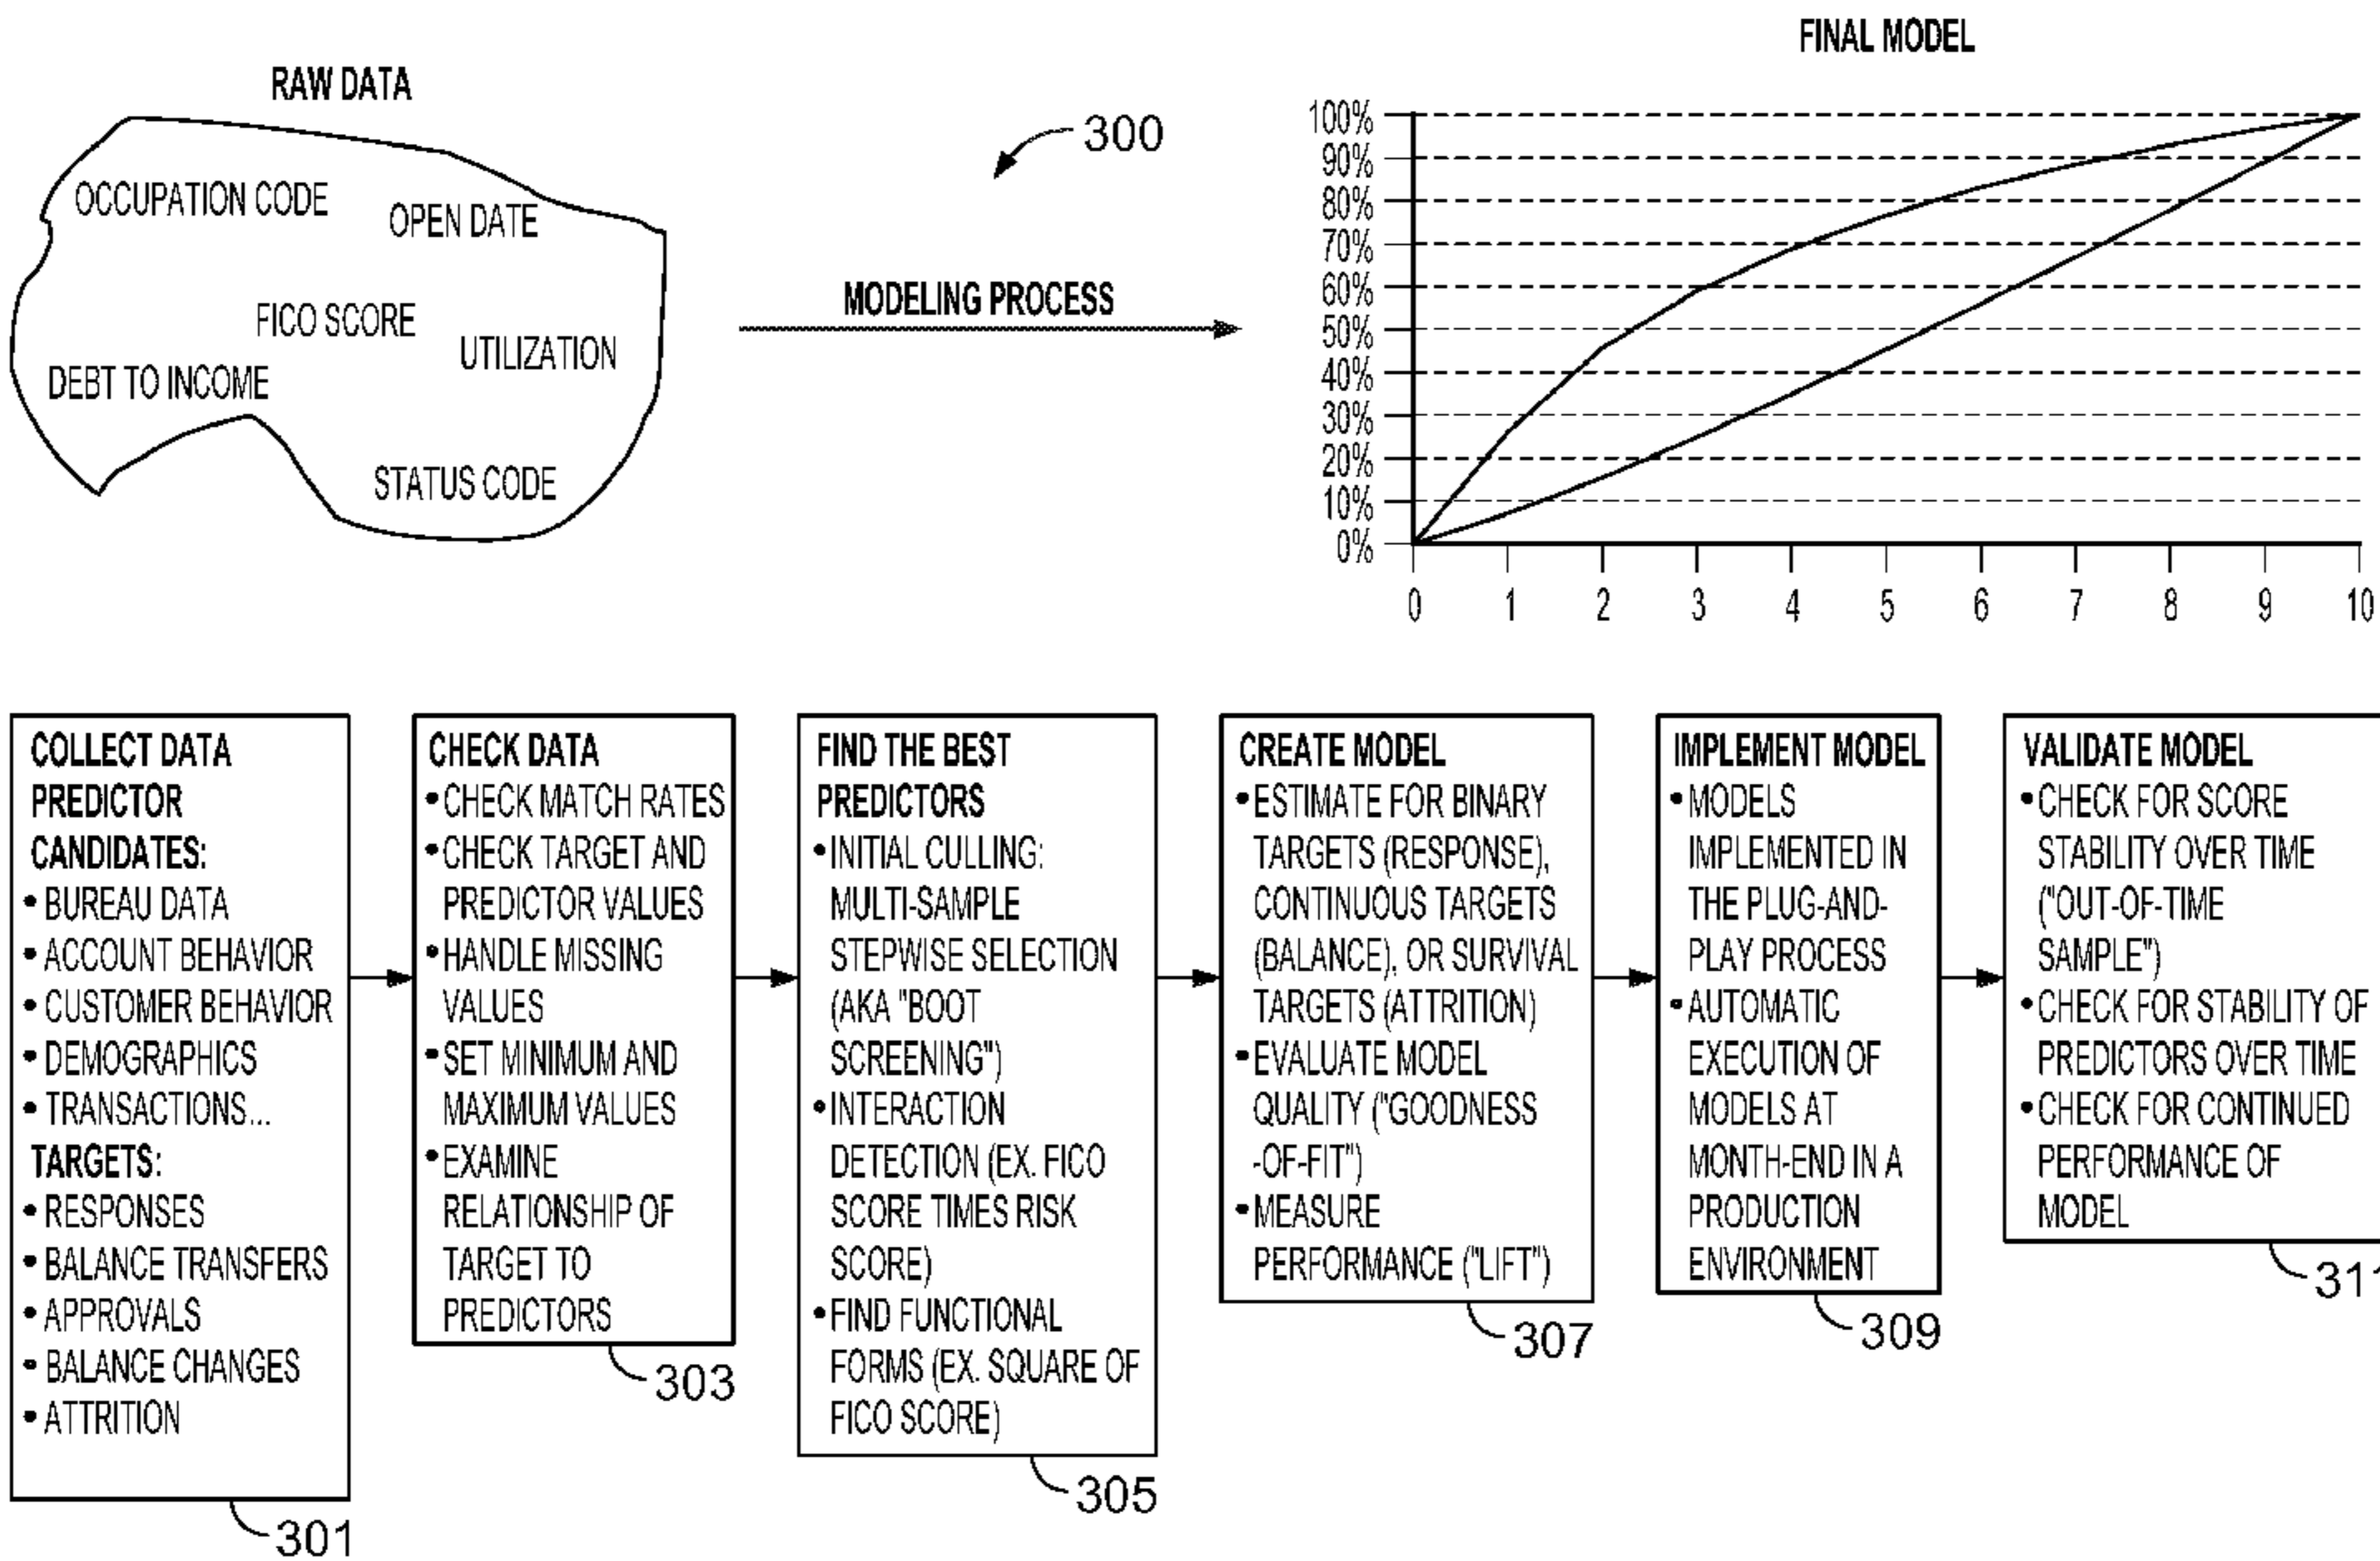 RAW DATA
OCCUPATION CODE
OPEN DATE
FICO SCORE
UTILIZATION
DEBT TO INCOME
STATUS CODE
300
MODELING PROCESS
FINAL MODEL
100%
90%
80%
70%
60%
50%
40%
30%
20%
10%
0%
0 1 2 3 4 5 6 7 8 9 10
COLLECT DATA
PREDICTOR
CANDIDATES:
• BUREAU DATA
• ACCOUNT BEHAVIOR
• CUSTOMER BEHAVIOR
• DEMOGRAPHICS
• TRANSACTIONS...
TARGETS:
• RESPONSES
• BALANCE TRANSFERS
• APPROVALS
• BALANCE CHANGES
• ATTRITION
301
CHECK DATA
• CHECK MATCH RATES
• CHECK TARGET AND
PREDICTOR VALUES
• HANDLE MISSING
VALUES
• SET MINIMUM AND
MAXIMUM VALUES
• EXAMINE
RELATIONSHIP OF
TARGET TO
PREDICTORS
303
FIND THE BEST
PREDICTORS
• INITIAL CULLING:
MULTI-SAMPLE
STEPWISE SELECTION
(AKA "BOOT
SCREENING")
• INTERACTION
DETECTION (EX. FICO
SCORE TIMES RISK
SCORE)
• FIND FUNCTIONAL
FORMS (EX. SQUARE OF
FICO SCORE)
305
CREATE MODEL
• ESTIMATE FOR BINARY
TARGETS (RESPONSE),
CONTINUOUS TARGETS
(BALANCE), OR SURVIVAL
TARGETS (ATTRITION)
• EVALUATE MODEL
QUALITY ("GOODNESS
-OF-FIT")
• MEASURE
PERFORMANCE ("LIFT")
307
IMPLEMENT MODEL
• MODELS
IMPLEMENTED IN
THE PLUG-AND-
PLAY PROCESS
• AUTOMATIC
EXECUTION OF
MODELS AT
MONTH-END IN A
PRODUCTION
ENVIRONMENT
309
VALIDATE MODEL
• CHECK FOR SCORE
STABILITY OVER TIME
("OUT-OF-TIME
SAMPLE")
• CHECK FOR STABILITY OF
PREDICTORS OVER TIME
• CHECK FOR CONTINUED
PERFORMANCE OF
MODEL
311